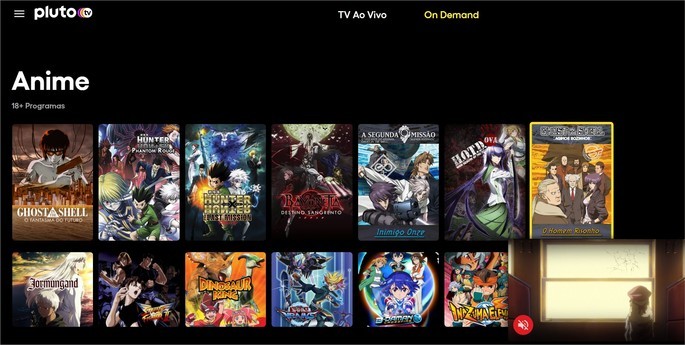 pluto tv
TV Ao Vivo
On Demand
Anime
18+ Programas
GHOST IN THE SHELL
O FANTASMA DO FUTURO
HUNTER
PHANTOM ROUGE
HUNTER
HUNTER
LAST MISSION
BAYONETTA
DESTINO SANGRENTO
A SEGUNDA MISSÃO
Inimigo Onze
HOTD OVA
GHOST IN THE SHELL
O Homem Risonho
Jormungand
DINOSAUR
KING
B-DAMAN
INAZUMA ELEVEN